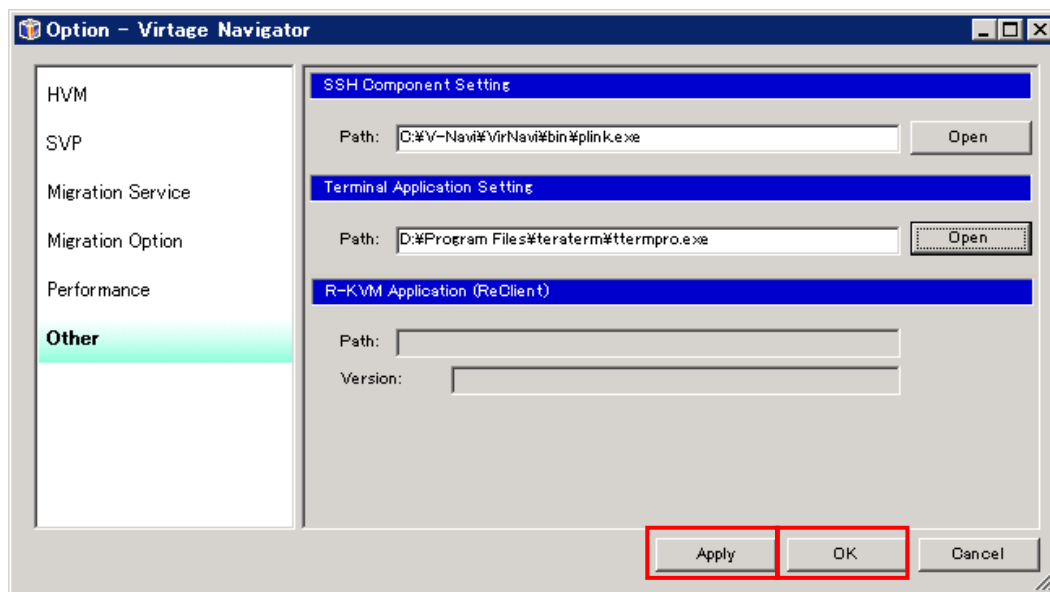 Option - Virtage Navigator
HVM
SVP
Migration Service
Migration Option
Performance
Other
SSH Component Setting
Path: C:¥V-Navi¥VirNavi¥bin¥plink.exe Open
Terminal Application Setting
Path: D:¥Program Files¥teraterm¥ttermpro.exe Open
R-KVM Application (ReClient)
Path:
Version:
Apply OK Cancel